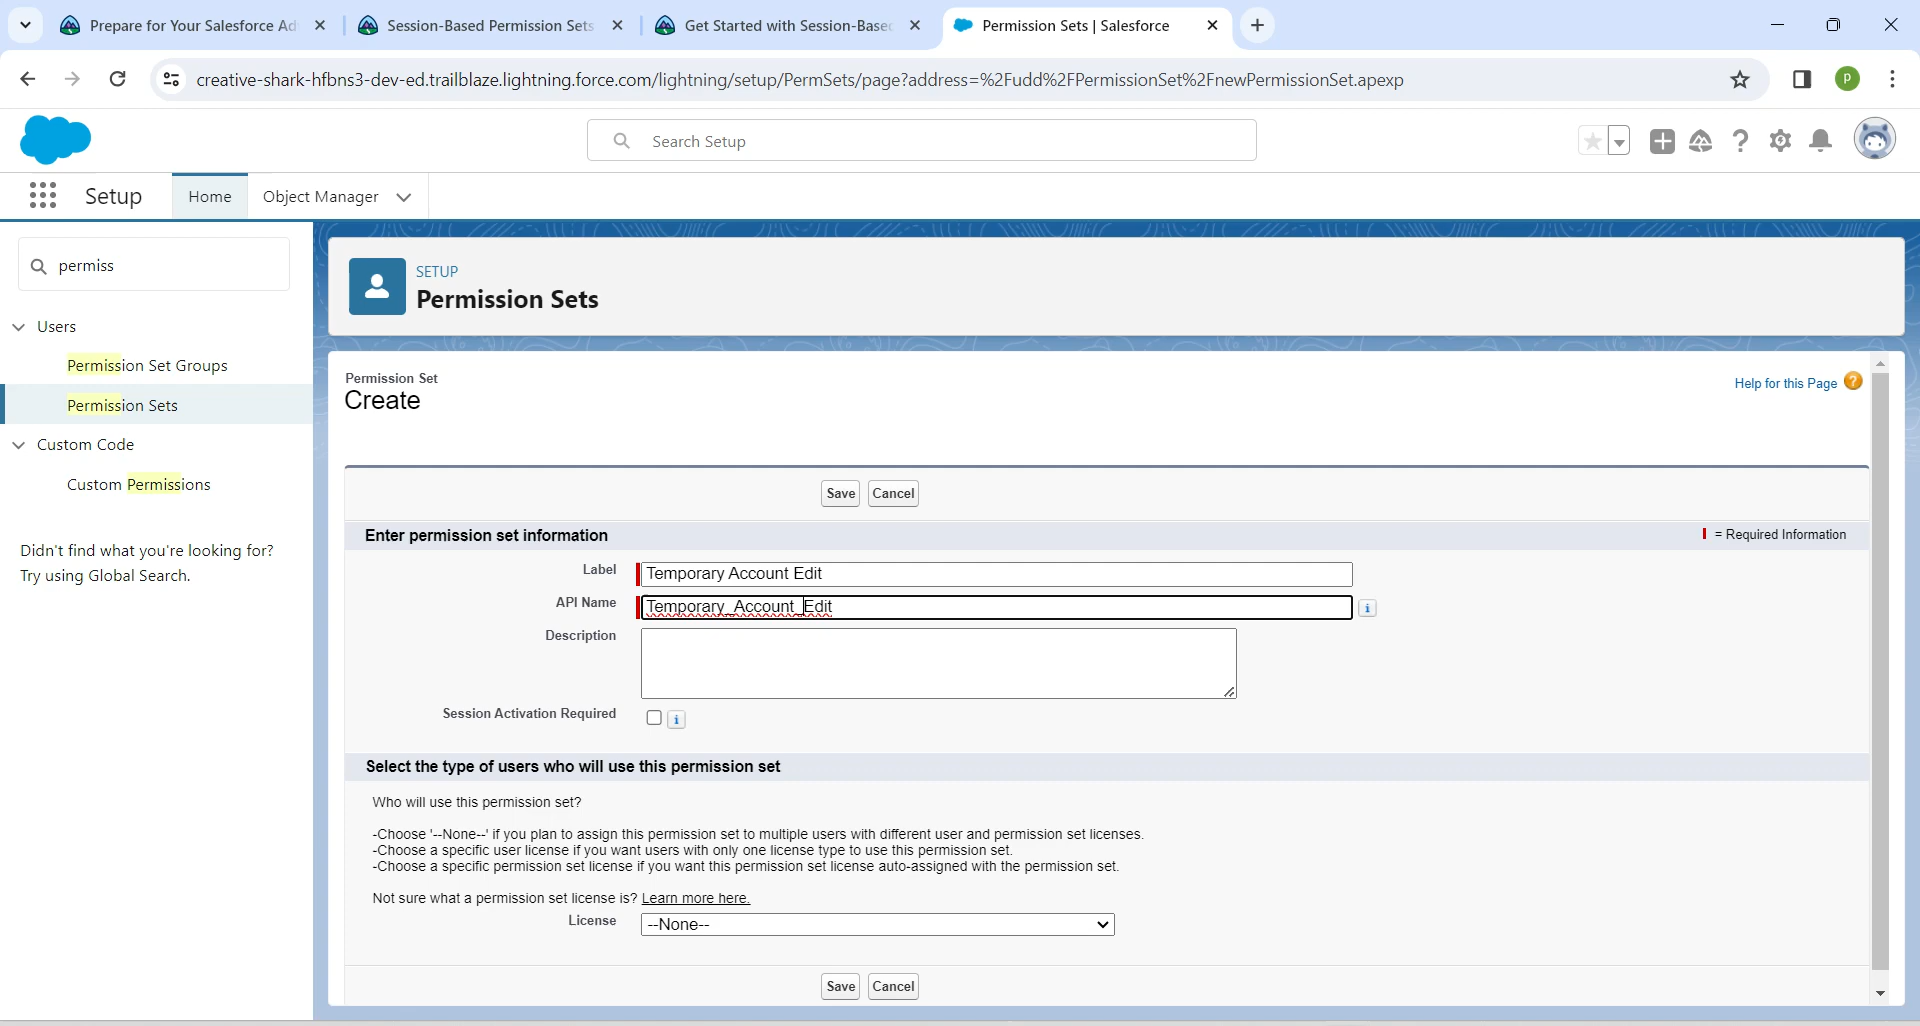 Prepare for Your Salesforce Ad
Session-Based Permission Sets
Get Started with Session-Based
Permission Sets | Salesforce
creative-shark-hfbns3-dev-ed.trailblaze.lightning.force.com/lightning/setup/PermSets/page?address=%2Fudd%2FPermissionSet%2FnewPermissionSet.apexp
P
Search Setup
Setup
Home
Object Manager
permiss
Users
Permission Set Groups
Permission Sets
Custom Code
Custom Permissions
Didn't find what you're looking for?
Try using Global Search.
SETUP
Permission Sets
Permission Set
Create
Help for this Page
Save
Cancel
Enter permission set information
= Required Information
Label
Temporary Account Edit
API Name
Temporary_Account_Edit
Description
Session Activation Required
Select the type of users who will use this permission set
Who will use this permission set?
-Choose '--None--' if you plan to assign this permission set to multiple users with different user and permission set licenses.
-Choose a specific user license if you want users with only one license type to use this permission set.
-Choose a specific permission set license if you want this permission set license auto-assigned with the permission set.
Not sure what a permission set license is? Learn more here.
License
--None--
Save
Cancel